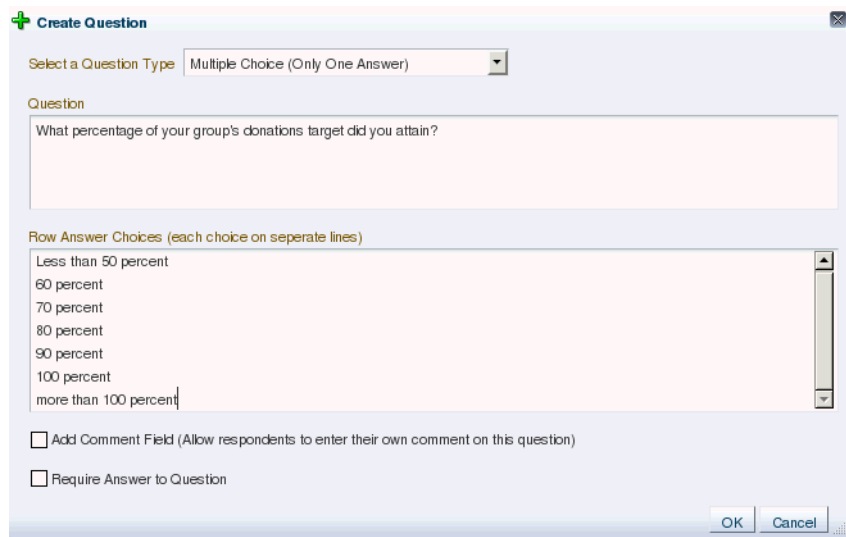 Create Question
Select a Question Type Multiple Choice (Only One Answer)
Question
What percentage of your group's donations target did you attain?
Row Answer Choices (each choice on seperate lines)
Less than 50 percent
60 percent
70 percent
80 percent
90 percent
100 percent
more than 100 percent
Add Comment Field (Allow respondents to enter their own comment on this question)
Require Answer to Question
OK Cancel